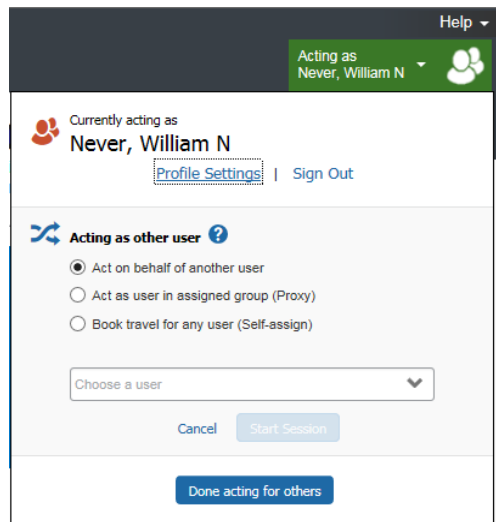 Help
Acting as
Never, William N
Currently acting as
Never, William N
Profile Settings | Sign Out
Acting as other user ?
Act on behalf of another user
Act as user in assigned group (Proxy)
Book travel for any user (Self-assign)
Choose a user
Cancel Start Session
Done acting for others